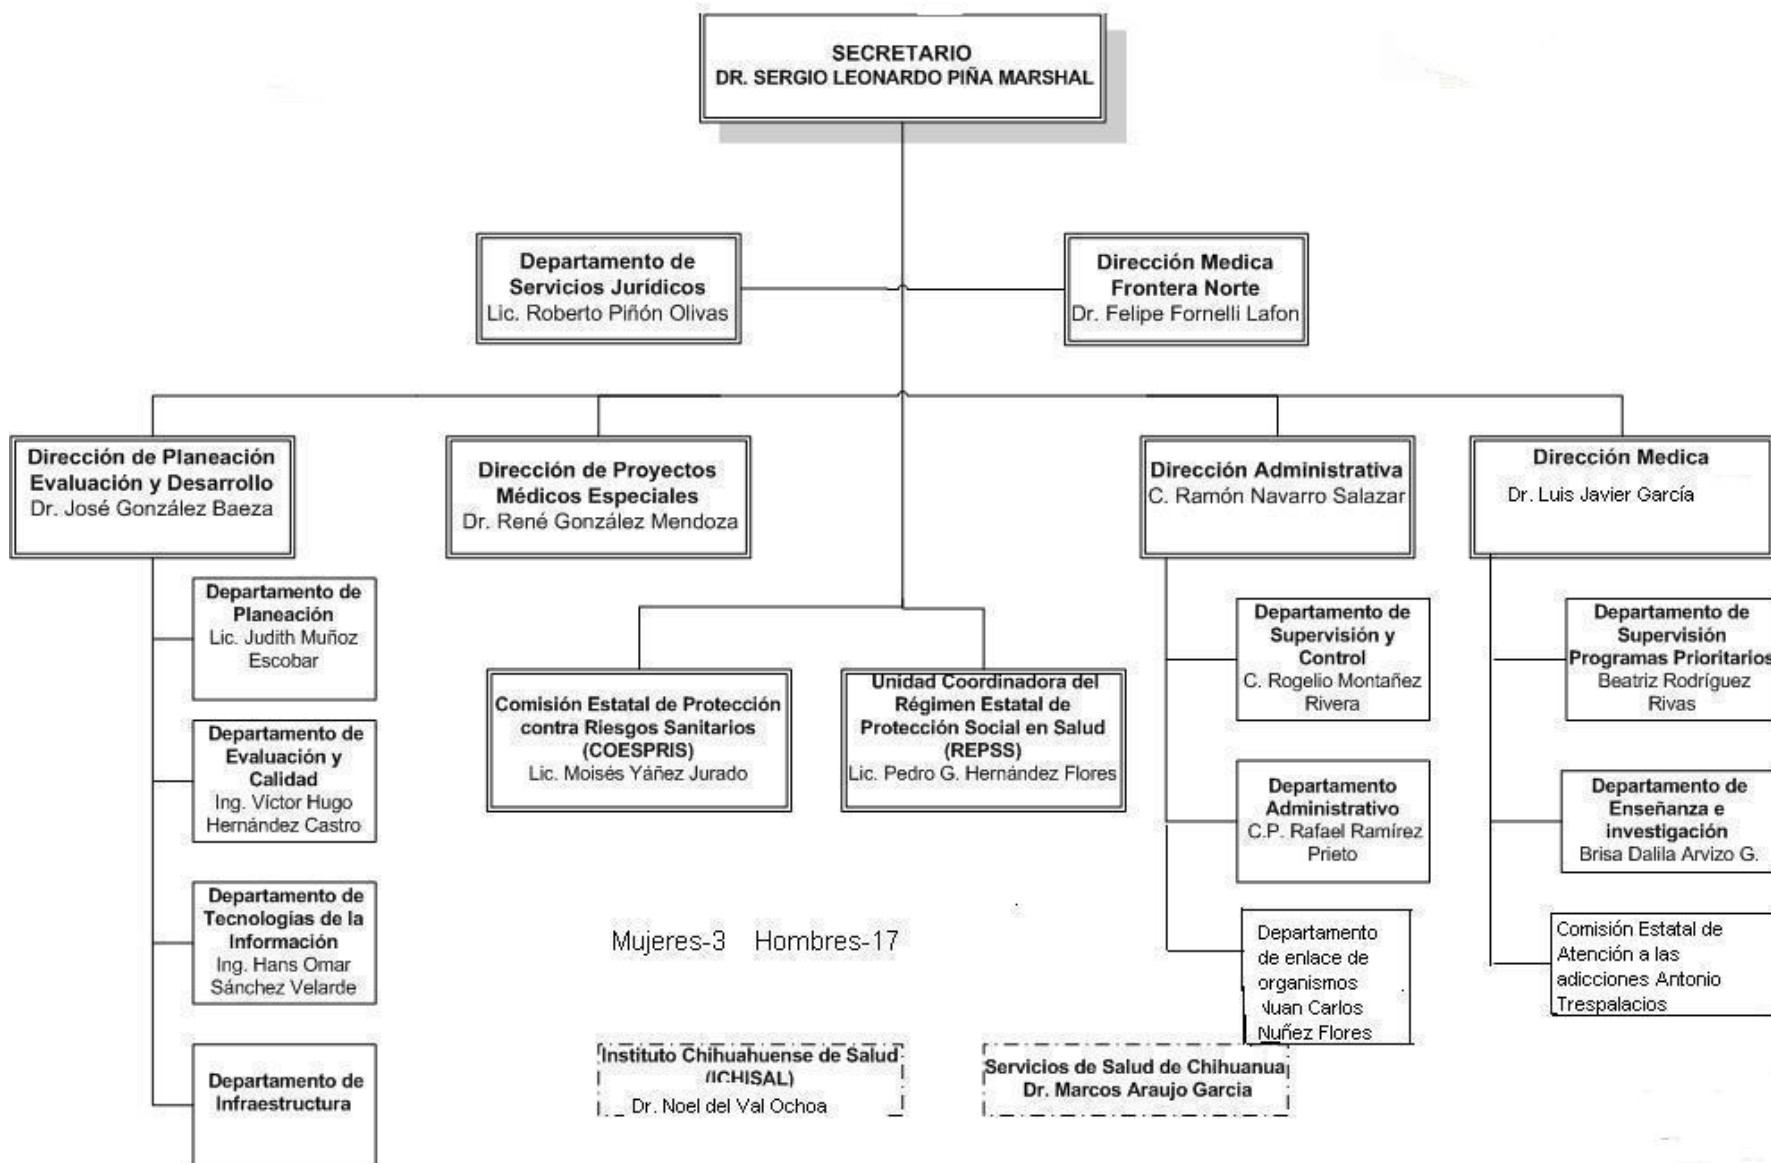 SECRETARIO
DR. SERGIO LEONARDO PIÑA MARSHAL
Departamento de
Servicios Jurídicos
Lic. Roberto Piñón Olivas
Dirección Medica
Frontera Norte
Dr. Felipe Fornelli Lafon
Dirección de Planeación
Evaluación y Desarrollo
Dr. José González Baeza
Dirección de Proyectos
Médicos Especiales
Dr. René González Mendoza
Dirección Administrativa
C. Ramón Navarro Salazar
Dirección Medica
Dr. Luis Javier García
Departamento de
Planeación
Lic. Judith Muñoz
Escobar
Departamento de
Evaluación y
Calidad
Ing. Víctor Hugo
Hernández Castro
Departamento de
Tecnologías de la
Información
Ing. Hans Omar
Sánchez Velarde
Departamento de
Infraestructura
Comisión Estatal de Protección
contra Riesgos Sanitarios
(COESPRIS)
Lic. Moisés Yáñez Jurado
Unidad Coordinadora del
Régimen Estatal de
Protección Social en Salud
(REPSS)
Lic. Pedro G. Hernández Flores
Departamento de
Supervisión y
Control
C. Rogelio Montañez
Rivera
Departamento
Administrativo
C.P. Rafael Ramírez
Prieto
Departamento
de enlace de
organismos
Juan Carlos
Nuñez Flores
Departamento de
Supervisión
Programas Prioritarios
Beatriz Rodríguez
Rivas
Departamento de
Enseñanza e
investigación
Brisa Dalila Arvizo G.
Comisión Estatal de
Atención a las
adicciones Antonio
Trespalacios
Mujeres-3 Hombres-17
Instituto Chihuahuense de Salud
(ICHISAL)
Dr. Noel del Val Ochoa
Servicios de Salud de Chihuanua
Dr. Marcos Araujo Garcia